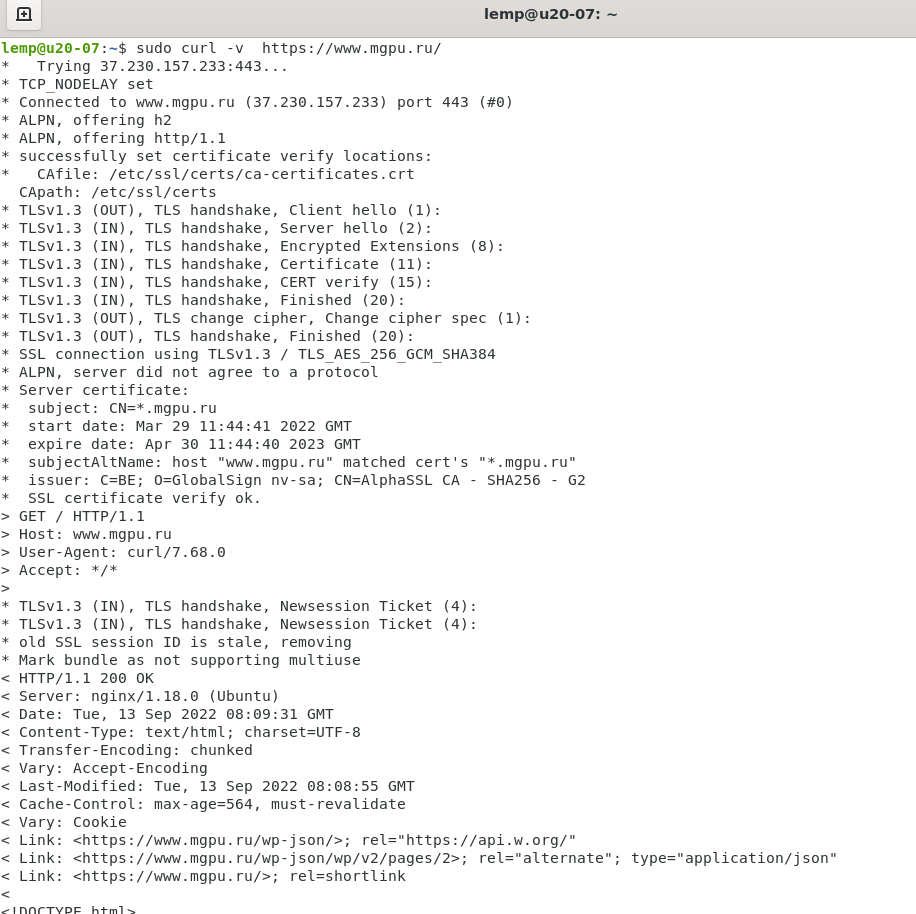 lemp@u20-07: ~
lemp@u20-07:~$ sudo curl -v  https://www.mgpu.ru/
*   Trying 37.230.157.233:443...
* TCP_NODELAY set
* Connected to www.mgpu.ru (37.230.157.233) port 443 (#0)
* ALPN, offering h2
* ALPN, offering http/1.1
* successfully set certificate verify locations:
*   CAfile: /etc/ssl/certs/ca-certificates.crt
  CApath: /etc/ssl/certs
* TLSv1.3 (OUT), TLS handshake, Client hello (1):
* TLSv1.3 (IN), TLS handshake, Server hello (2):
* TLSv1.3 (IN), TLS handshake, Encrypted Extensions (8):
* TLSv1.3 (IN), TLS handshake, Certificate (11):
* TLSv1.3 (IN), TLS handshake, CERT verify (15):
* TLSv1.3 (IN), TLS handshake, Finished (20):
* TLSv1.3 (OUT), TLS change cipher, Change cipher spec (1):
* TLSv1.3 (OUT), TLS handshake, Finished (20):
* SSL connection using TLSv1.3 / TLS_AES_256_GCM_SHA384
* ALPN, server did not agree to a protocol
* Server certificate:
*  subject: CN=*.mgpu.ru
*  start date: Mar 29 11:44:41 2022 GMT
*  expire date: Apr 30 11:44:40 2023 GMT
*  subjectAltName: host "www.mgpu.ru" matched cert's "*.mgpu.ru"
*  issuer: C=BE; O=GlobalSign nv-sa; CN=AlphaSSL CA - SHA256 - G2
*  SSL certificate verify ok.
> GET / HTTP/1.1
> Host: www.mgpu.ru
> User-Agent: curl/7.68.0
> Accept: */*
>
* TLSv1.3 (IN), TLS handshake, Newsession Ticket (4):
* TLSv1.3 (IN), TLS handshake, Newsession Ticket (4):
* old SSL session ID is stale, removing
* Mark bundle as not supporting multiuse
< HTTP/1.1 200 OK
< Server: nginx/1.18.0 (Ubuntu)
< Date: Tue, 13 Sep 2022 08:09:31 GMT
< Content-Type: text/html; charset=UTF-8
< Transfer-Encoding: chunked
< Vary: Accept-Encoding
< Last-Modified: Tue, 13 Sep 2022 08:08:55 GMT
< Cache-Control: max-age=564, must-revalidate
< Vary: Cookie
< Link: <https://www.mgpu.ru/wp-json/>; rel="https://api.w.org/"
< Link: <https://www.mgpu.ru/wp-json/wp/v2/pages/2>; rel="alternate"; type="application/json"
< Link: <https://www.mgpu.ru/>; rel=shortlink
<
<!DOCTYPE html>